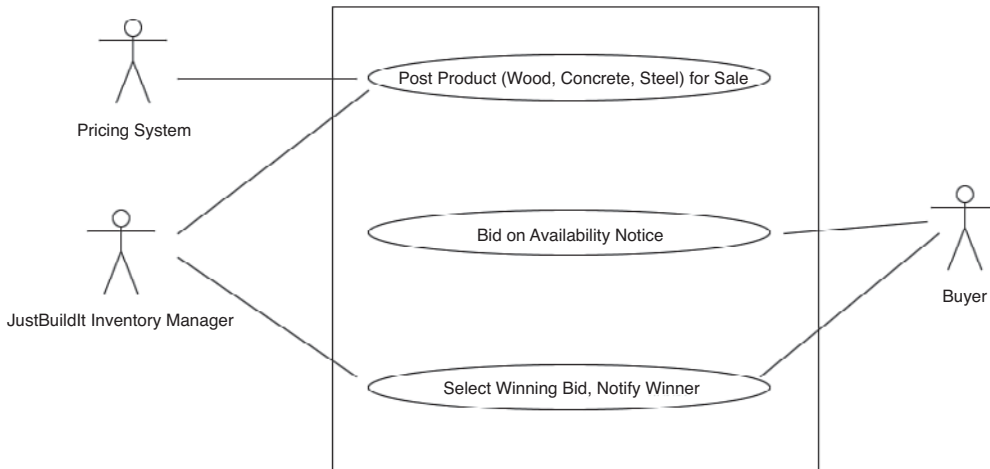 Post Product (Wood, Concrete, Steel) for Sale
Pricing System
Bid on Availability Notice
JustBuildIt Inventory Manager
Buyer
Select Winning Bid, Notify Winner